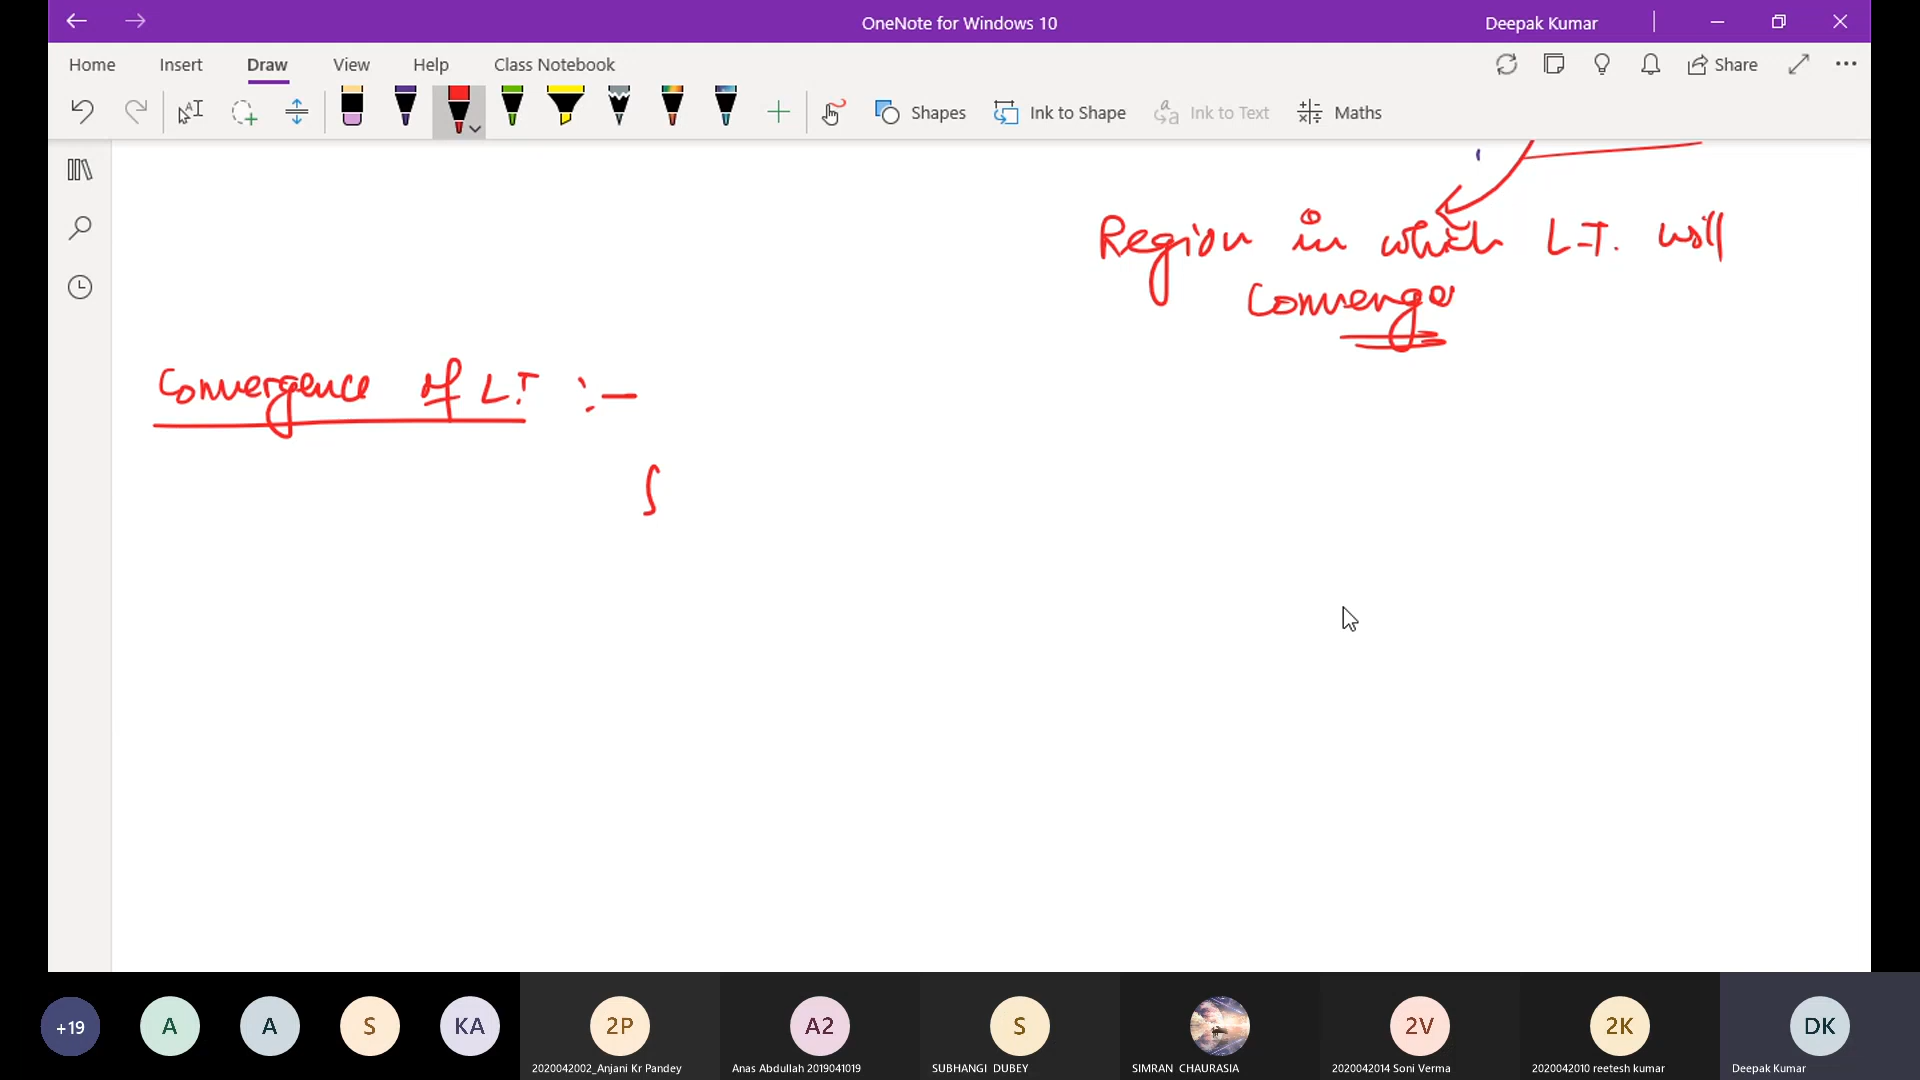 OneNote for Windows 10
Deepak Kumar
Home Insert Draw View Help Class Notebook
Share
Shapes Ink to Shape Ink to Text Maths
Region in which L.T. will
Converge
Convergence of L.T :-
∫
+19 A A S KA 2P A2 S 2V 2K DK
2020042002_Anjani Kr Pandey Anas Abdullah 2019041019 SUBHANGI DUBEY SIMRAN CHAURASIA 2020042014 Soni Verma 2020042010 reetesh kumar Deepak Kumar